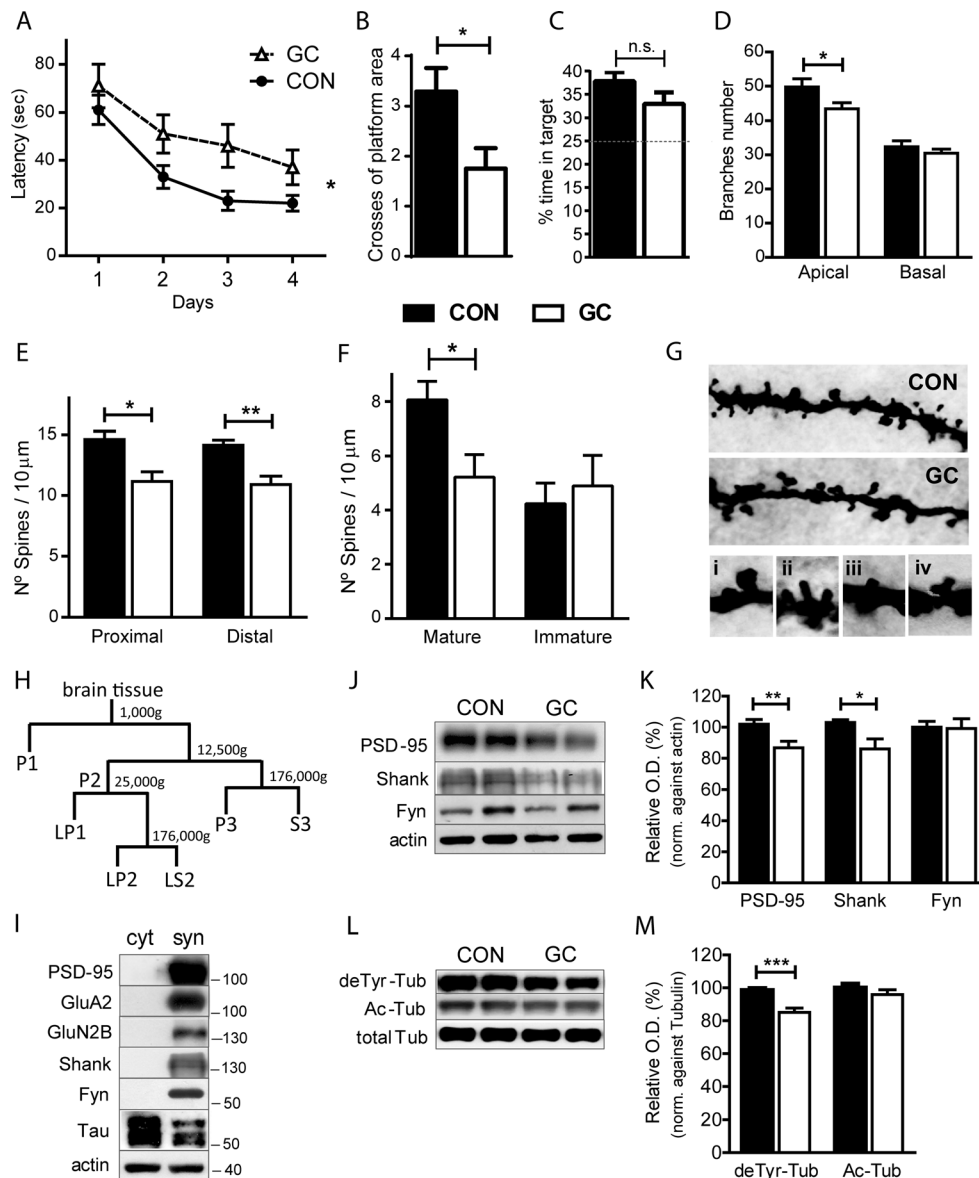 A
GC
CON
Latency (sec)
80
60
40
20
0
*
1 2 3 4
Days
B
Crosses of platform area
4
3
2
1
0
*
C
% time in target
40
35
30
25
20
15
10
5
0
n.s.
D
Branches number
60
50
40
30
20
10
0
*
Apical Basal
CON GC
E
Nº Spines / 10 µm
15
10
5
0
* **
Proximal Distal
F
Nº Spines / 10 µm
8
6
4
2
0
*
Mature Immature
G
CON
GC
i ii iii iv
H
brain tissue
1,000g
P1
12,500g
P2 25,000g 176,000g
LP1 P3 S3
176,000g
LP2 LS2
I
cyt syn
PSD-95 – 100
GluA2 – 100
GluN2B – 130
Shank – 130
Fyn – 50
Tau – 50
actin – 40
J
CON GC
PSD-95
Shank
Fyn
actin
K
Relative O.D. (%)
(norm. against actin)
120
100
80
60
40
20
0
** *
PSD-95 Shank Fyn
L
CON GC
deTyr-Tub
Ac-Tub
total Tub
M
Relative O.D. (%)
(norm. against Tubulin)
120
100
80
60
40
20
0
***
deTyr-Tub Ac-Tub